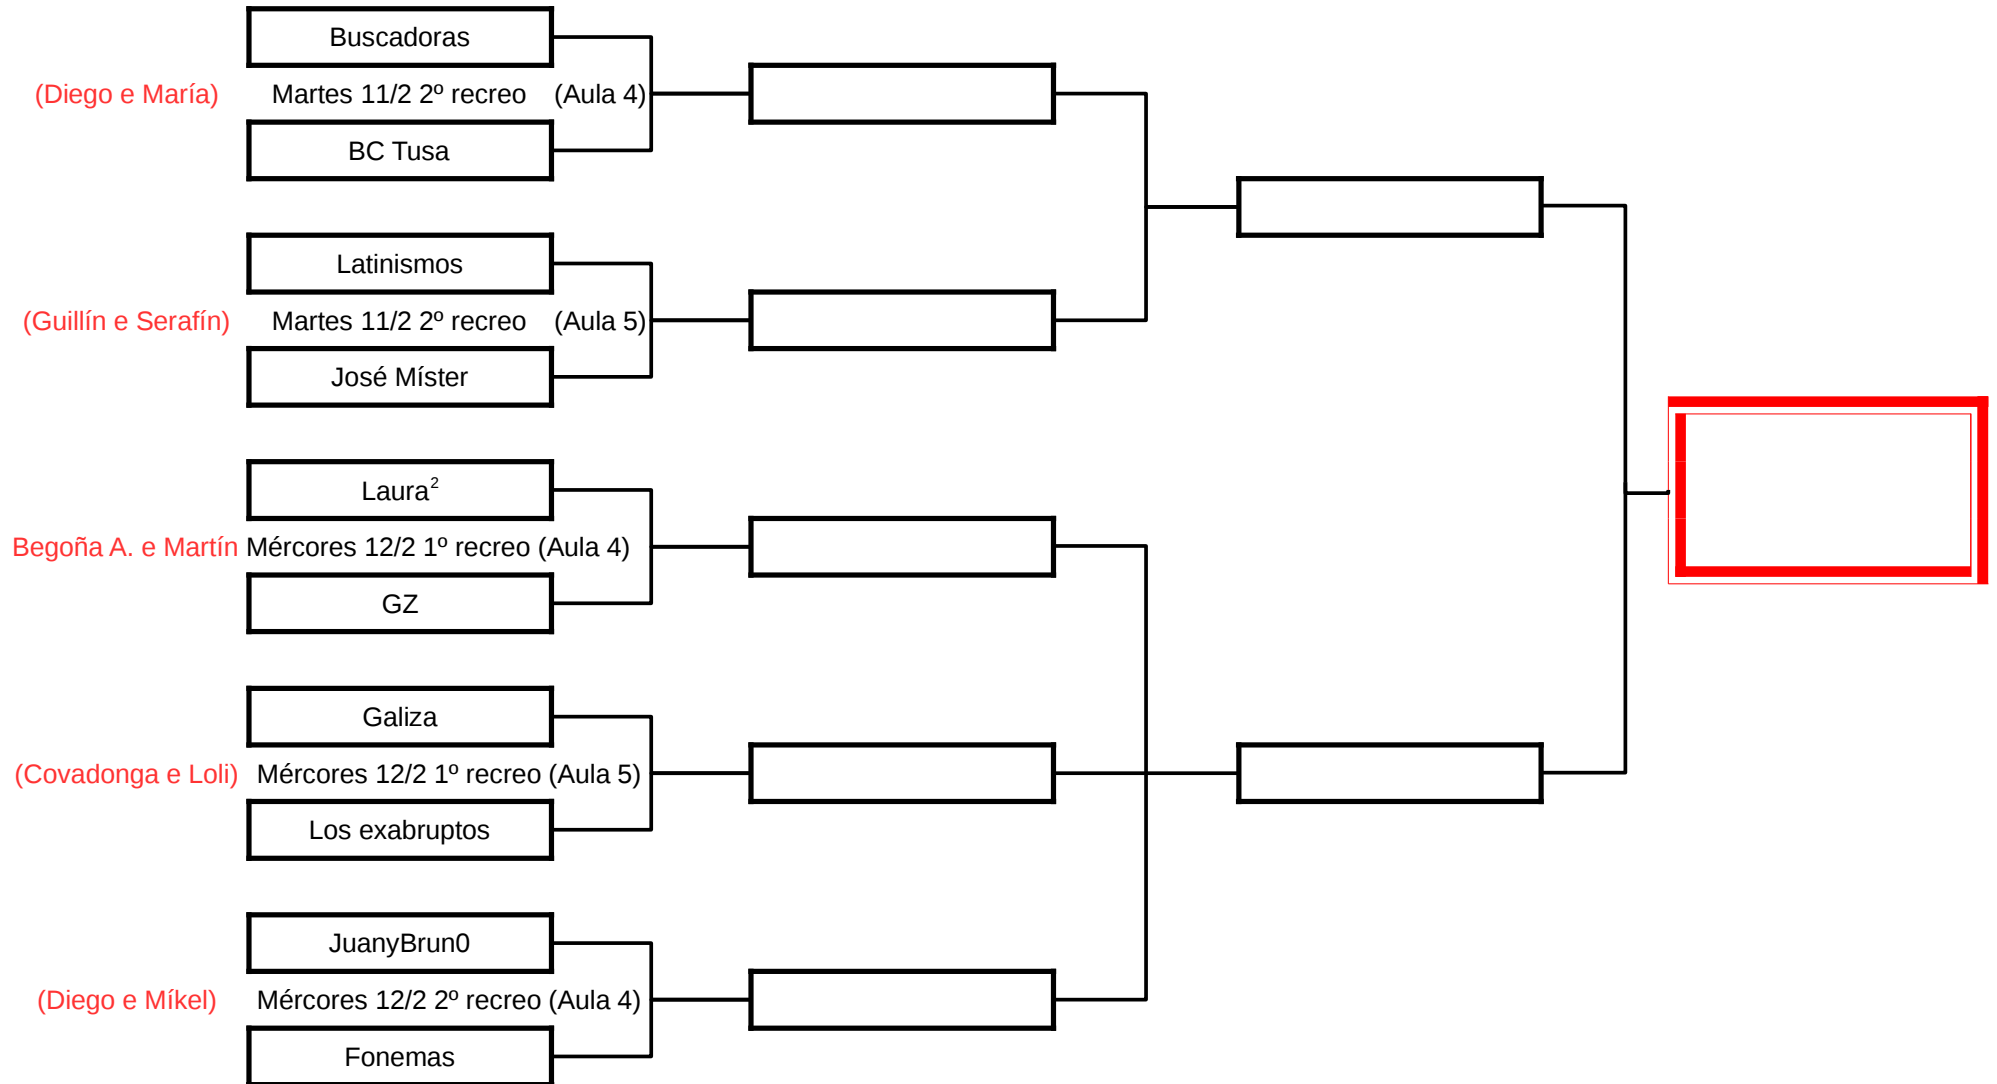 Buscadoras
(Diego e María) Martes 11/2 2º recreo (Aula 4)
BC Tusa
Latinismos
(Guillín e Serafín) Martes 11/2 2º recreo (Aula 5)
José Míster
Laura²
Begoña A. e Martín Mércores 12/2 1º recreo (Aula 4)
GZ
Galiza
(Covadonga e Loli) Mércores 12/2 1º recreo (Aula 5)
Los exabruptos
JuanyBrun0
(Diego e Míkel) Mércores 12/2 2º recreo (Aula 4)
Fonemas